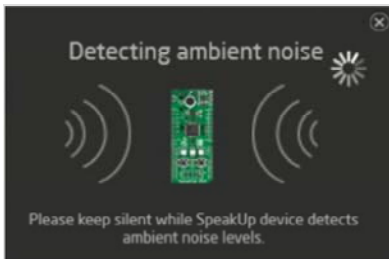 Detecting ambient noise
Please keep silent while SpeakUp device detects
ambient noise levels.